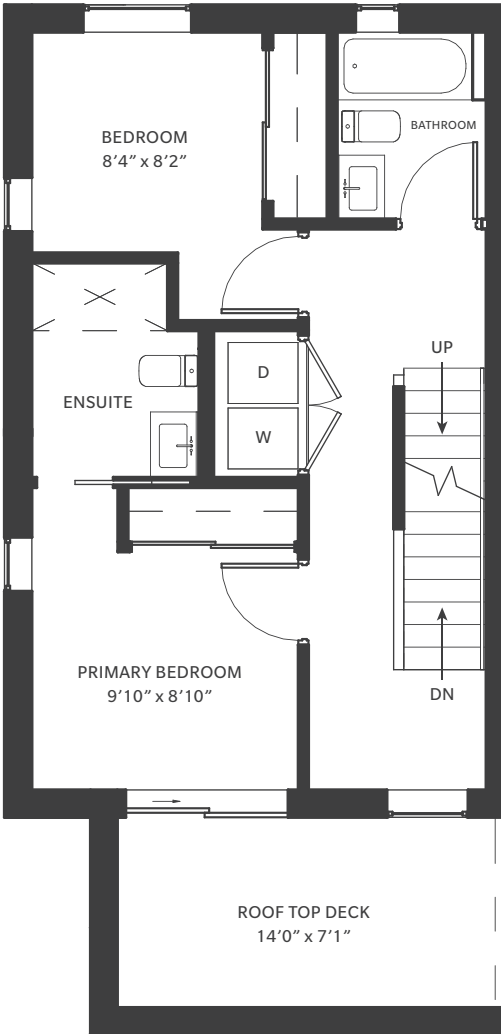 BEDROOM
8′4″ x 8′2″
BATHROOM
UP
D
ENSUITE
W
PRIMARY BEDROOM
9′10″ x 8′10″
DN
ROOF TOP DECK
14′0″ x 7′1″